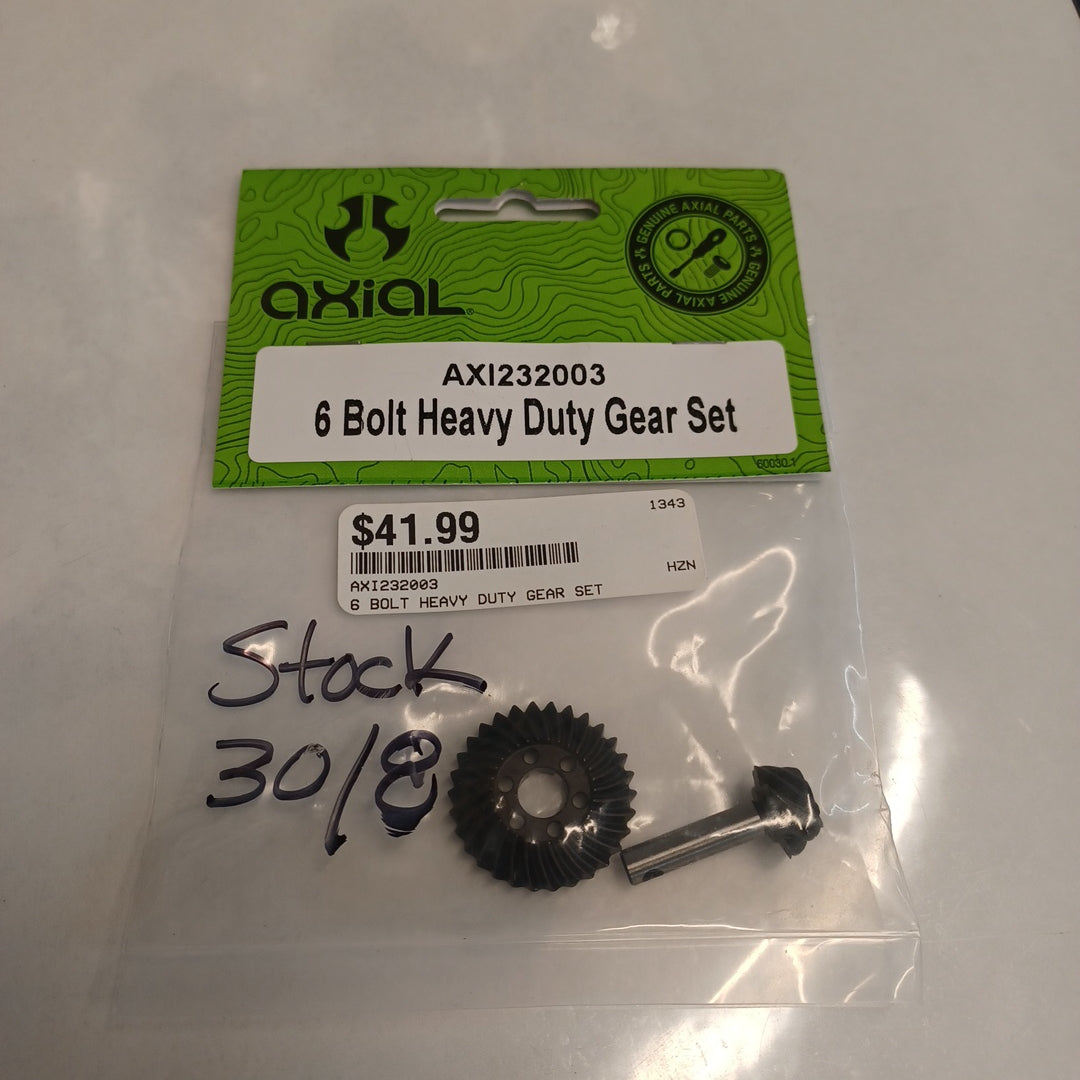 axial®
GENUINE AXIAL PARTS
GENUINE AXIAL PARTS
AXI232003
6 Bolt Heavy Duty Gear Set
60030.1
$41.99
1343
AXI232003
HZN
6 BOLT HEAVY DUTY GEAR SET
Stock
30/8